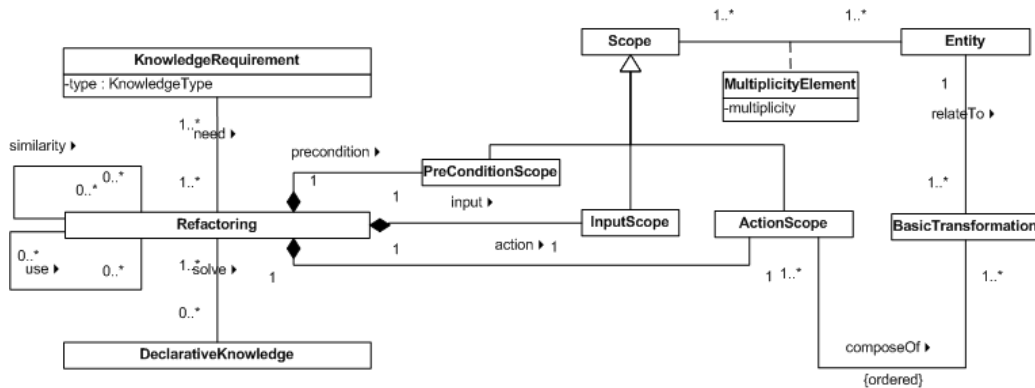 1..*
1..*
Scope
Entity
KnowledgeRequirement
-type : KnowledgeType
MultiplicityElement
-multiplicity
1
relateTo
1..*
need
similarity
precondition
PreConditionScope
0..*
0..*
1..*
1
1
1..*
input
Refactoring
InputScope
ActionScope
BasicTransformation
0..*
use
0..*
1..*
solve
1
action
1
1
1
1..*
1..*
0..*
composeOf
DeclarativeKnowledge
{ordered}